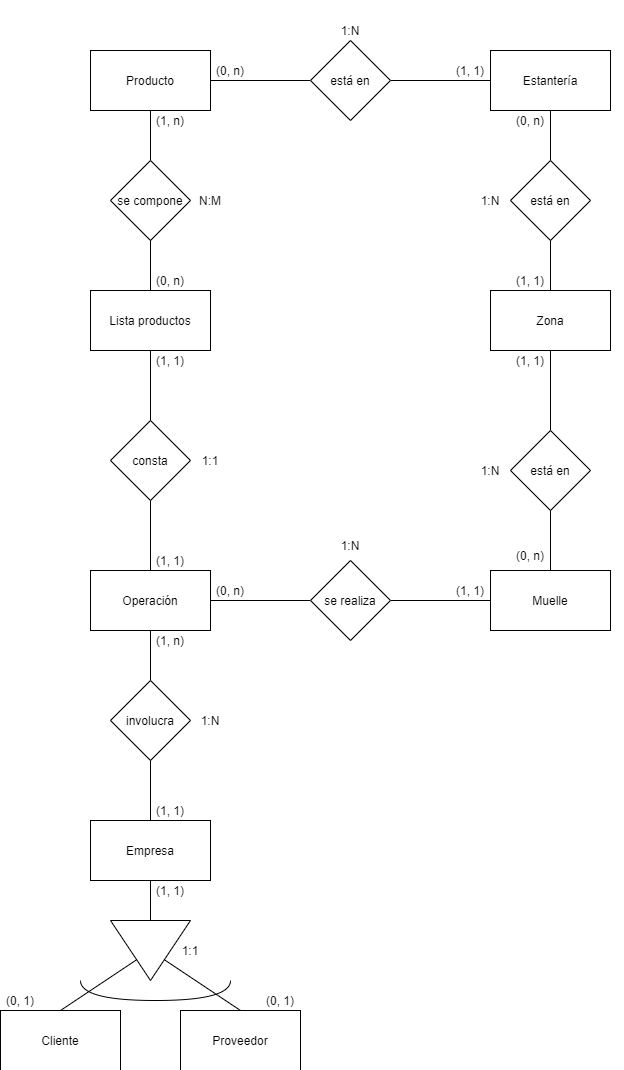 1:N
Producto
(0, n)
está en
(1, 1)
Estantería
(1, n)
(0, n)
se compone
N:M
1:N
está en
(0, n)
(1, 1)
Lista productos
Zona
(1, 1)
(1, 1)
consta
1:1
1:N
está en
1:N
(0, n)
(1, 1)
Operación
(0, n)
se realiza
(1, 1)
Muelle
(1, n)
involucra
1:N
(1, 1)
Empresa
(1, 1)
1:1
(0, 1)
(0, 1)
Cliente
Proveedor